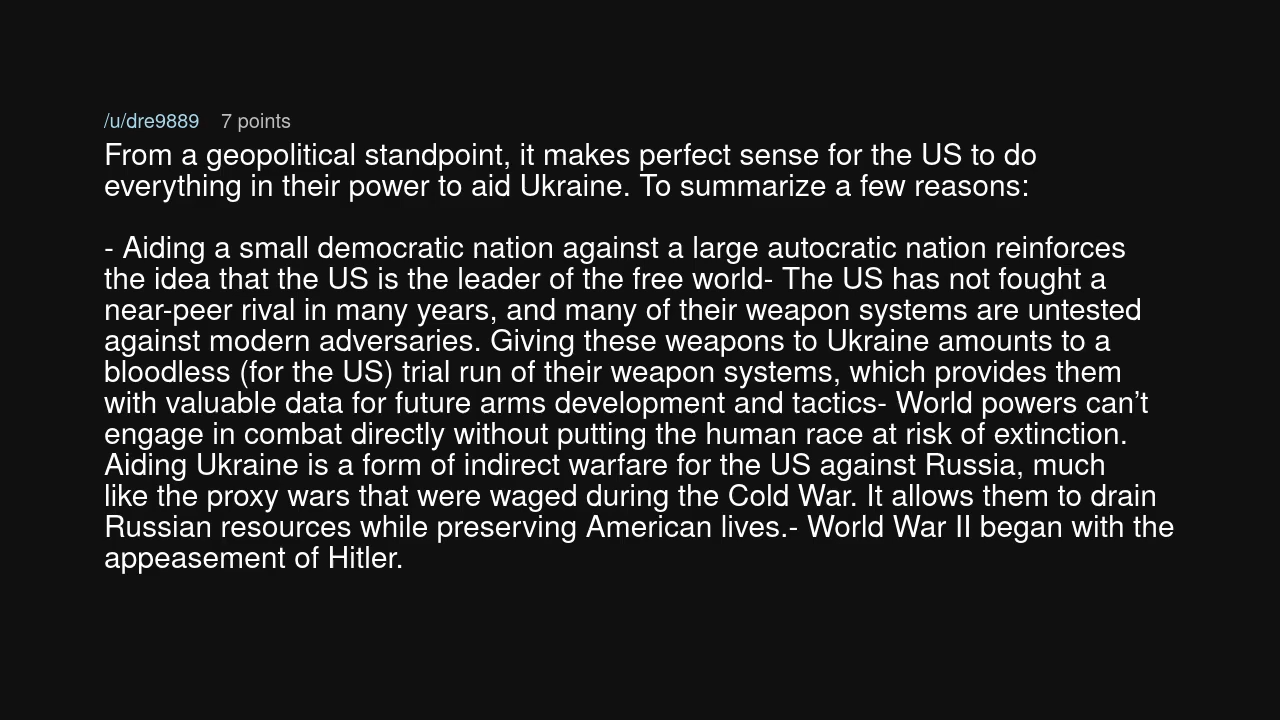 /u/dre9889 7 points
From a geopolitical standpoint, it makes perfect sense for the US to do
everything in their power to aid Ukraine. To summarize a few reasons:
- Aiding a small democratic nation against a large autocratic nation reinforces
the idea that the US is the leader of the free world- The US has not fought a
near-peer rival in many years, and many of their weapon systems are untested
against modern adversaries. Giving these weapons to Ukraine amounts to a
bloodless (for the US) trial run of their weapon systems, which provides them
with valuable data for future arms development and tactics- World powers can’t
engage in combat directly without putting the human race at risk of extinction.
Aiding Ukraine is a form of indirect warfare for the US against Russia, much
like the proxy wars that were waged during the Cold War. It allows them to drain
Russian resources while preserving American lives.- World War II began with the
appeasement of Hitler.